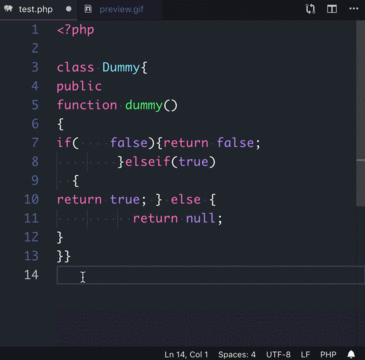 test.php
preview.gif
1 <?php
2
3 class Dummy{
4 public
5 function dummy()
6 {
7 if(    false){return false;
8         }elseif(true)
9   {
10 return true; } else {
11           return null;
12 }
13 }}
14
Ln 14, Col 1 Spaces: 4 UTF-8 LF PHP